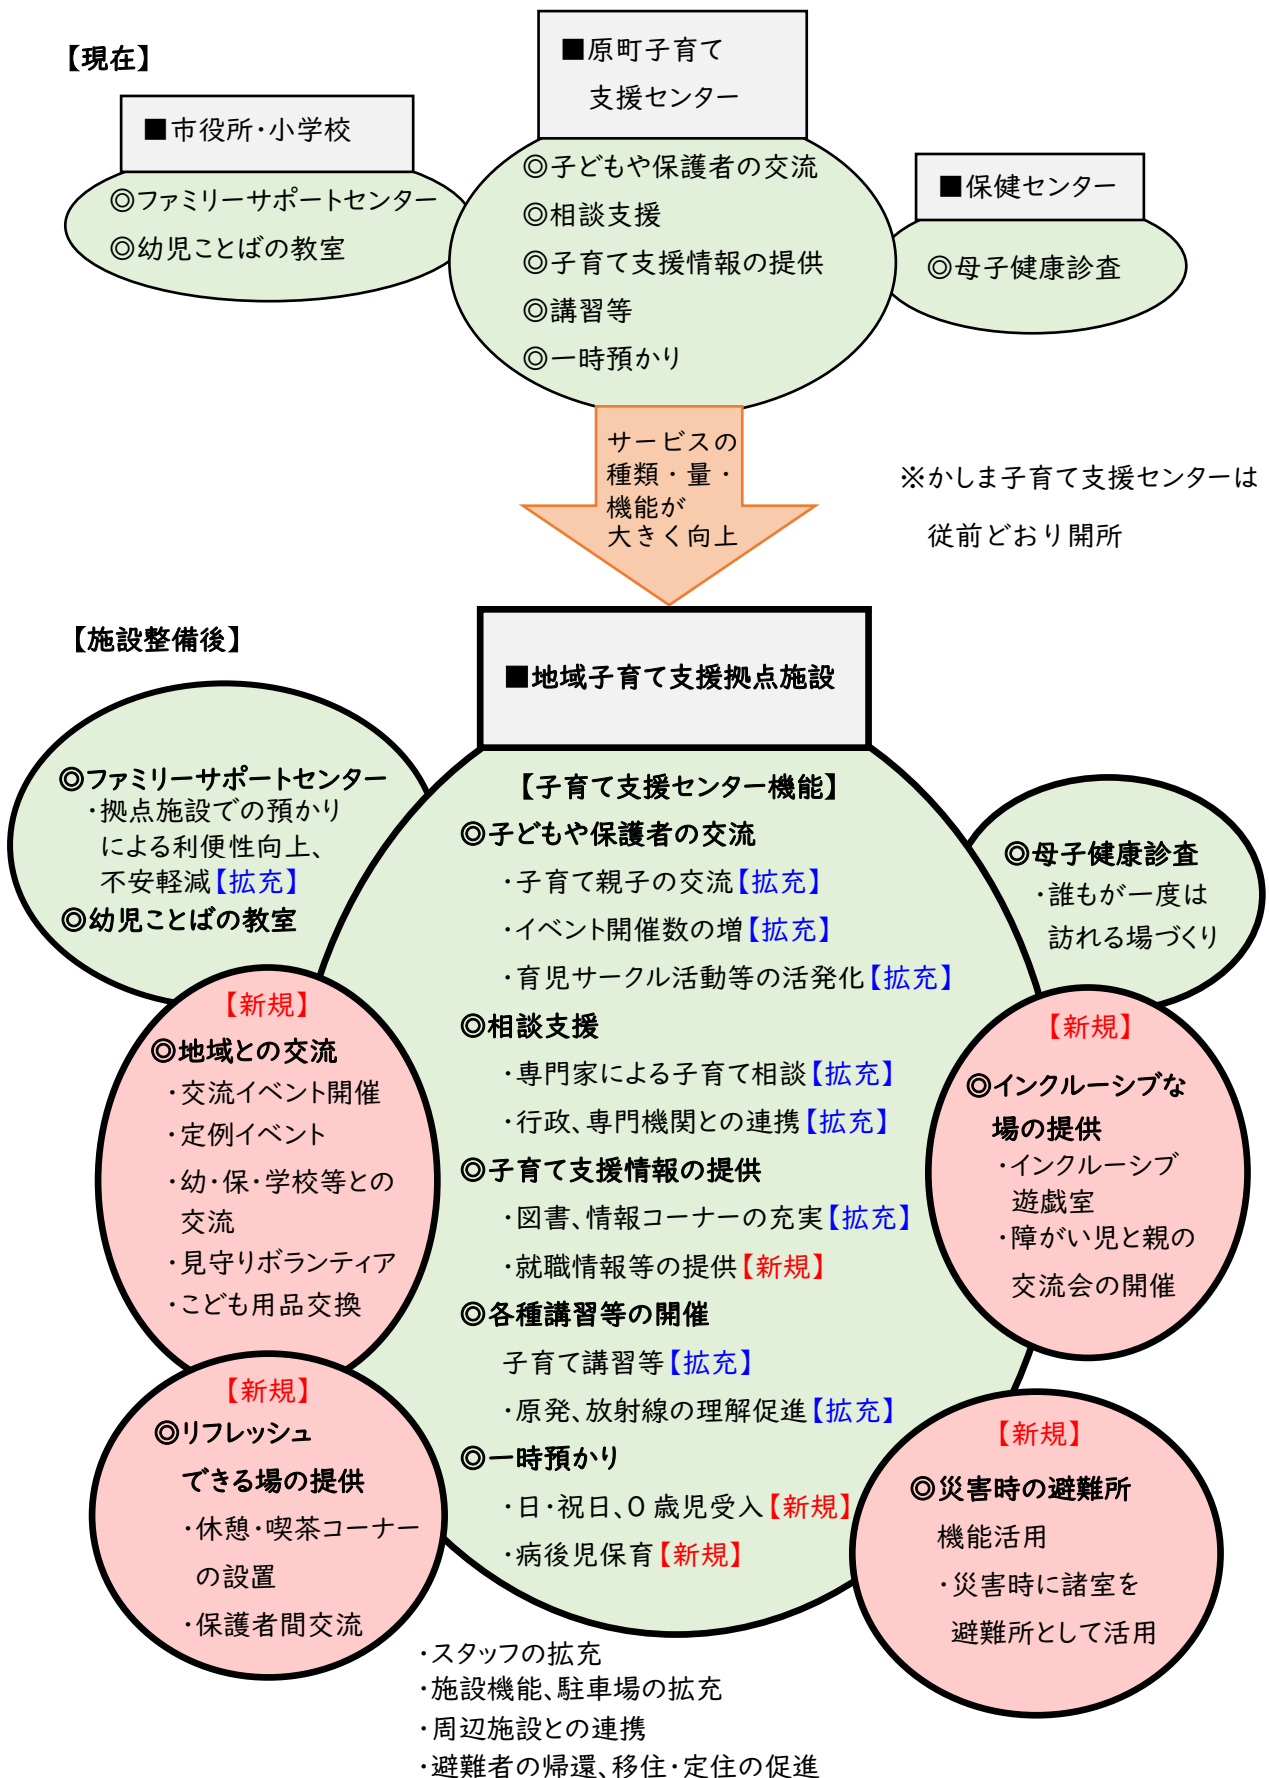 【現在】
■原町子育て
支援センター
■市役所・小学校
◎ファミリーサポートセンター
◎幼児ことばの教室
◎子どもや保護者の交流
◎相談支援
◎子育て支援情報の提供
◎講習等
◎一時預かり
■保健センター
◎母子健康診査
サービスの
種類・量・
機能が
大きく向上
※かしま子育て支援センターは
従前どおり開所
【施設整備後】
■地域子育て支援拠点施設
◎ファミリーサポートセンター
・拠点施設での預かり
による利便性向上、
不安軽減【拡充】
◎幼児ことばの教室
【子育て支援センター機能】
◎子どもや保護者の交流
・子育て親子の交流【拡充】
・イベント開催数の増【拡充】
・育児サークル活動等の活発化【拡充】
◎相談支援
・専門家による子育て相談【拡充】
・行政、専門機関との連携【拡充】
◎子育て支援情報の提供
・図書、情報コーナーの充実【拡充】
・就職情報等の提供【新規】
◎各種講習等の開催
子育て講習等【拡充】
・原発、放射線の理解促進【拡充】
◎一時預かり
・日・祝日、0歳児受入【新規】
・病後児保育【新規】
◎母子健康診査
・誰もが一度は
訪れる場づくり
【新規】
◎地域との交流
・交流イベント開催
・定例イベント
・幼・保・学校等との
交流
・見守りボランティア
・こども用品交換
【新規】
◎インクルーシブな
場の提供
・インクルーシブ
遊戯室
・障がい児と親の
交流会の開催
【新規】
◎リフレッシュ
できる場の提供
・休憩・喫茶コーナー
の設置
・保護者間交流
【新規】
◎災害時の避難所
機能活用
・災害時に諸室を
避難所として活用
・スタッフの拡充
・施設機能、駐車場の拡充
・周辺施設との連携
・避難者の帰還、移住・定住の促進